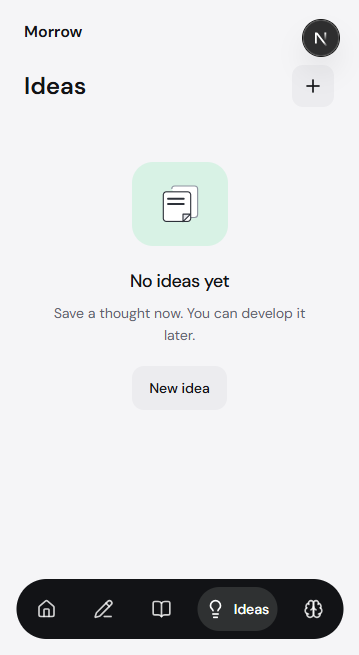 Morrow
N
Ideas
No ideas yet
Save a thought now. You can develop it
later.
New idea
Ideas